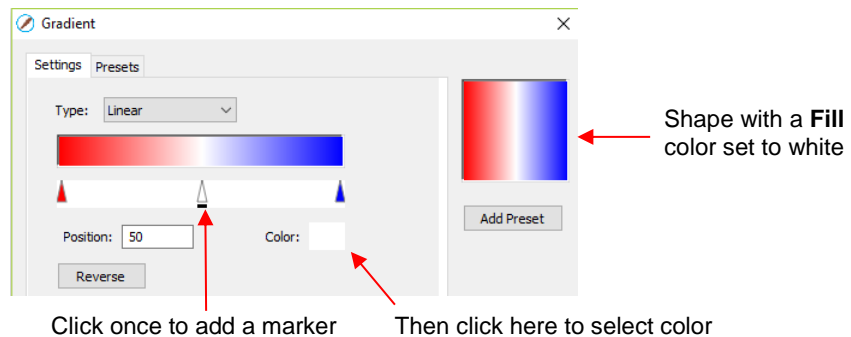 Gradient
Settings Presets
Type: Linear
Shape with a Fill
color set to white
Add Preset
Position: 50 Color:
Reverse
Click once to add a marker Then click here to select color